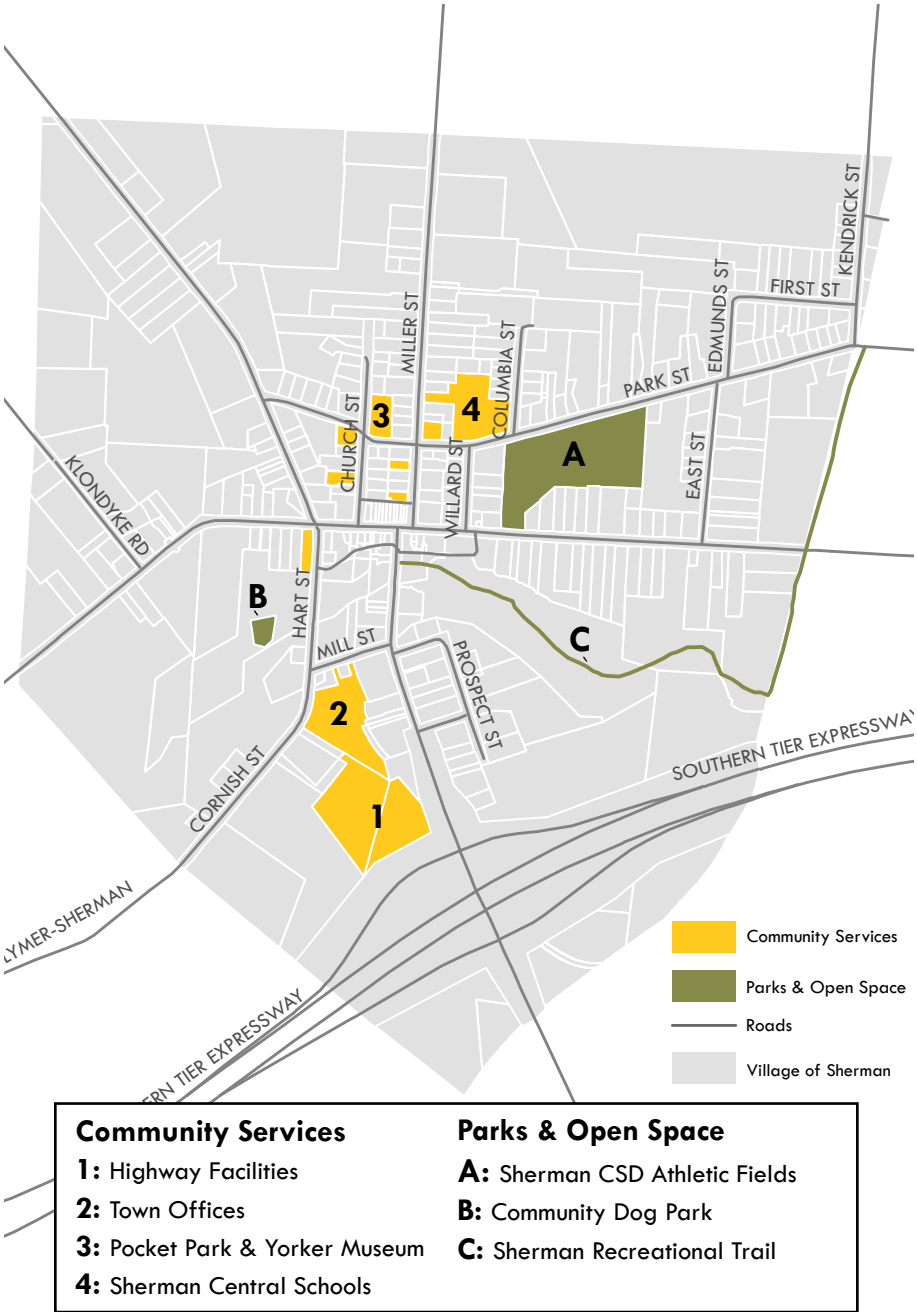 KENDRICK ST
FIRST ST
EDMUNDS ST
MILLER ST
COLUMBIA ST
PARK ST
3
4
CHURCH ST
WILLARD ST
A
EAST ST
KLONDYKE RD
B
HART ST
C
MILL ST
PROSPECT ST
2
SOUTHERN TIER EXPRESSWAY
CORNISH ST
1
LYMER-SHERMAN
ERN TIER EXPRESSWAY
Community Services
Parks & Open Space
Roads
Village of Sherman
Community Services
1: Highway Facilities
2: Town Offices
3: Pocket Park & Yorker Museum
4: Sherman Central Schools
Parks & Open Space
A: Sherman CSD Athletic Fields
B: Community Dog Park
C: Sherman Recreational Trail